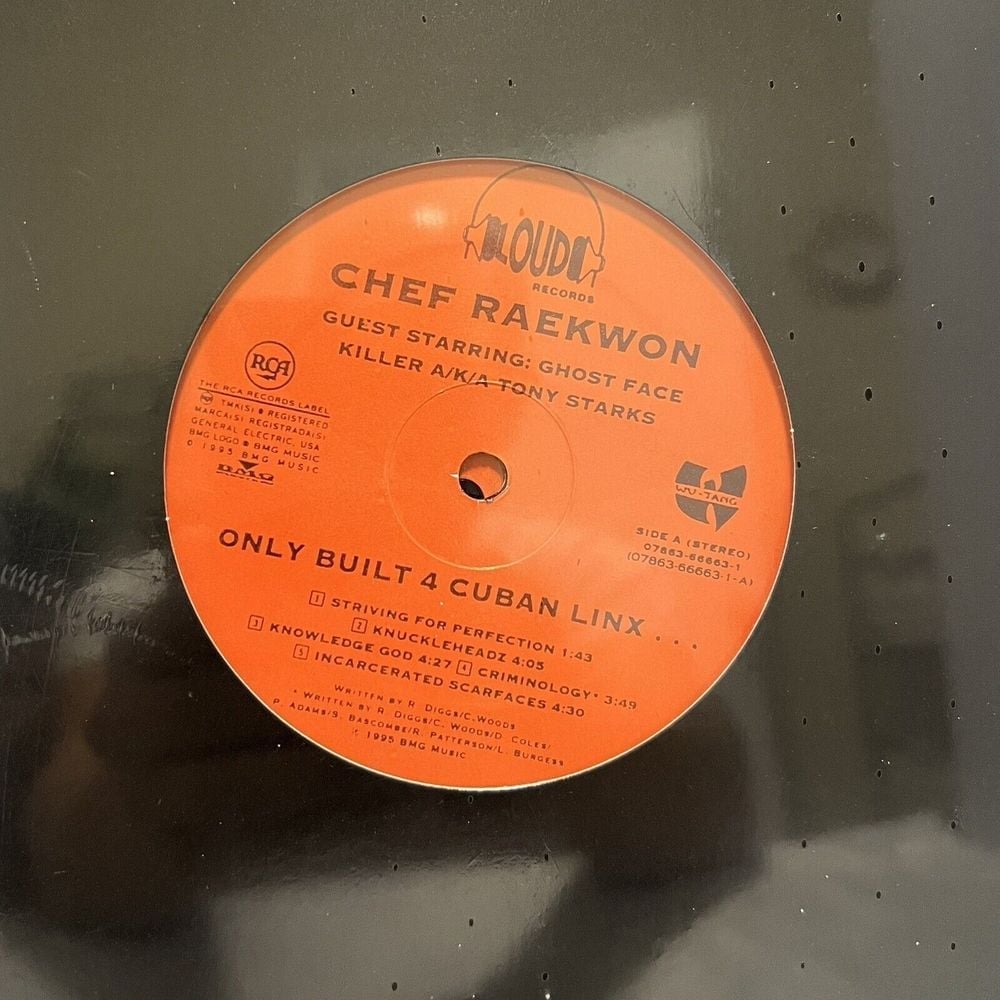 LOUD
RECORDS
CHEF RAEKWON
GUEST STARRING: GHOST FACE
KILLER A/K/A TONY STARKS
RCA
THE RCA RECORDS LABEL
TMK(S) ® REGISTERED
MARCA(S) REGISTRADA(S)
GENERAL ELECTRIC, USA
BMG LOGO ® BMG MUSIC
© 1995 BMG MUSIC
BMG
WU-TANG
SIDE A (STEREO)
07863-66663-1
(07863-66663-1-A)
ONLY BUILT 4 CUBAN LINX . . . .
1 STRIVING FOR PERFECTION 1:43
2 KNUCKLEHEADZ 4:05
3 KNOWLEDGE GOD 4:27 4 CRIMINOLOGY* 3:49
5 INCARCERATED SCARFACES 4:30
WRITTEN BY R. DIGGS/C. WOODS
* WRITTEN BY R. DIGGS/C. WOODS/D. COLES/
P. ADAMS/S. BASCOMBE/R. PATTERSON/L. BURGESS
℗ 1995 BMG MUSIC